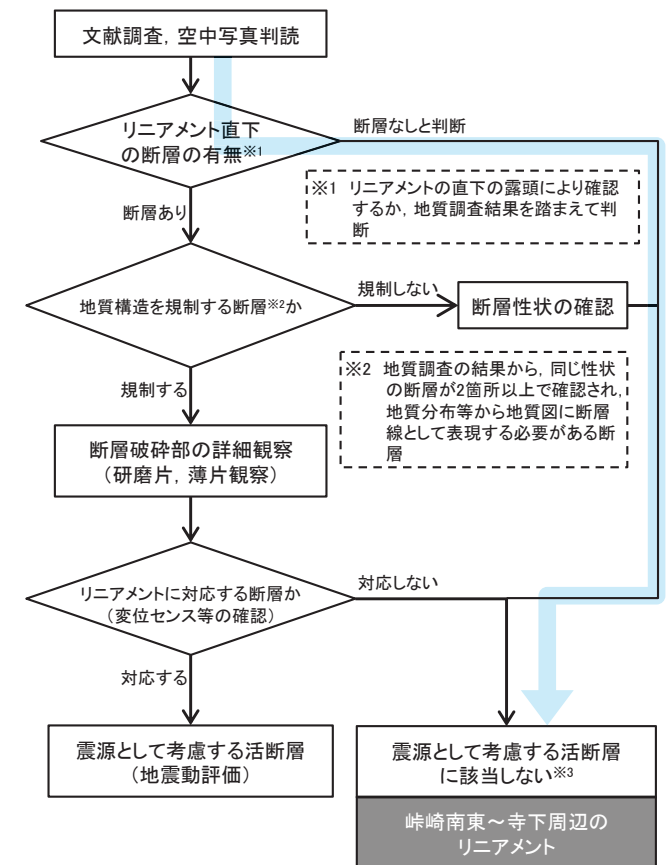 文献調査，空中写真判読
リニアメント直下
の断層の有無※1
断層なしと判断
※1 リニアメントの直下の露頭により確認
するか，地質調査結果を踏まえて判
断
断層あり
地質構造を規制する断層※2か
規制しない
断層性状の確認
※2 地質調査の結果から，同じ性状
の断層が2箇所以上で確認され，
地質分布等から地質図に断層
線として表現する必要がある断
層
規制する
断層破砕部の詳細観察
（研磨片，薄片観察）
リニアメントに対応する断層か
（変位センス等の確認）
対応しない
対応する
震源として考慮する活断層
（地震動評価）
震源として考慮する活断層
に該当しない※3
峠崎南東～寺下周辺の
リニアメント